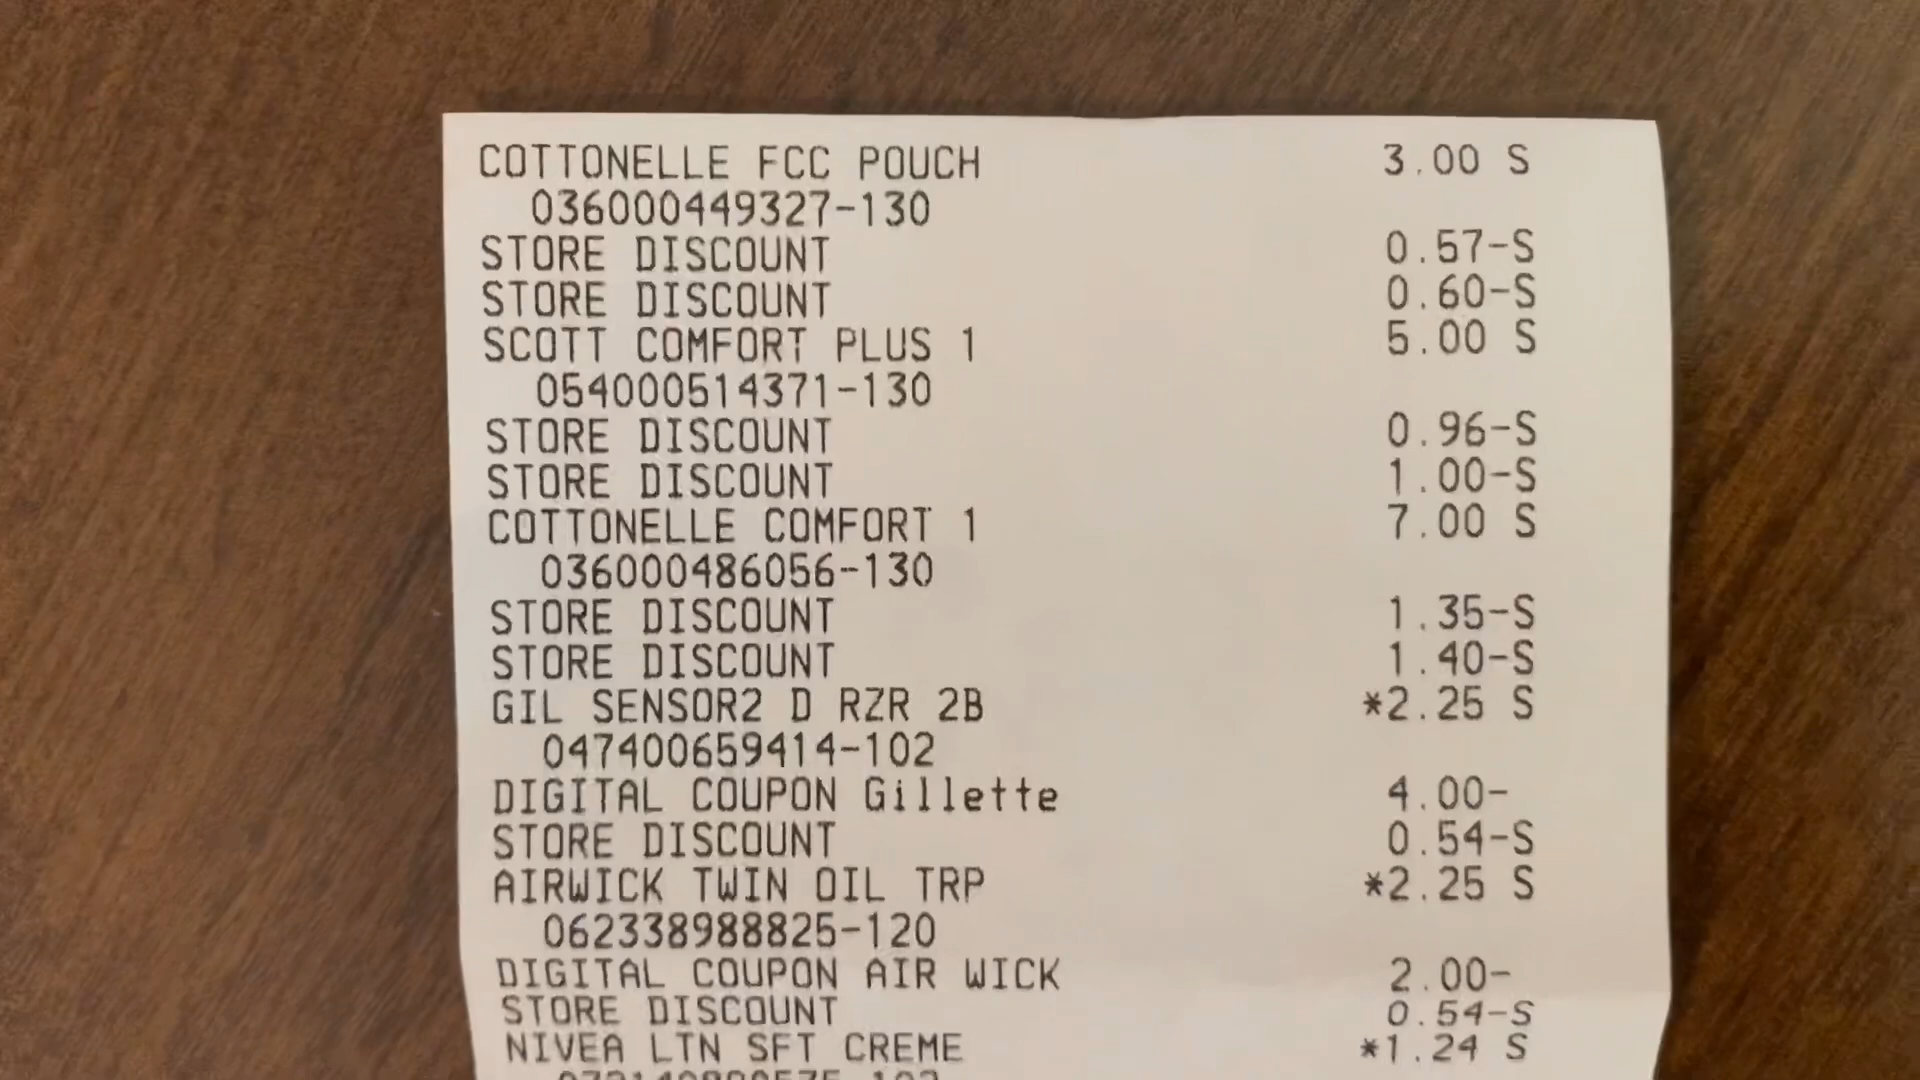 COTTONELLE FCC POUCH 3.00 S
036000449327-130
STORE DISCOUNT 0.57-S
STORE DISCOUNT 0.60-S
SCOTT COMFORT PLUS 1 5.00 S
054000514371-130
STORE DISCOUNT 0.96-S
STORE DISCOUNT 1.00-S
COTTONELLE COMFORT 1 7.00 S
036000486056-130
STORE DISCOUNT 1.35-S
STORE DISCOUNT 1.40-S
GIL SENSOR2 D RZR 2B *2.25 S
047400659414-102
DIGITAL COUPON Gillette 4.00-
STORE DISCOUNT 0.54-S
AIRWICK TWIN OIL TRP *2.25 S
062338988825-120
DIGITAL COUPON AIR WICK 2.00-
STORE DISCOUNT 0.54-S
NIVEA LTN SFT CREME *1.24 S